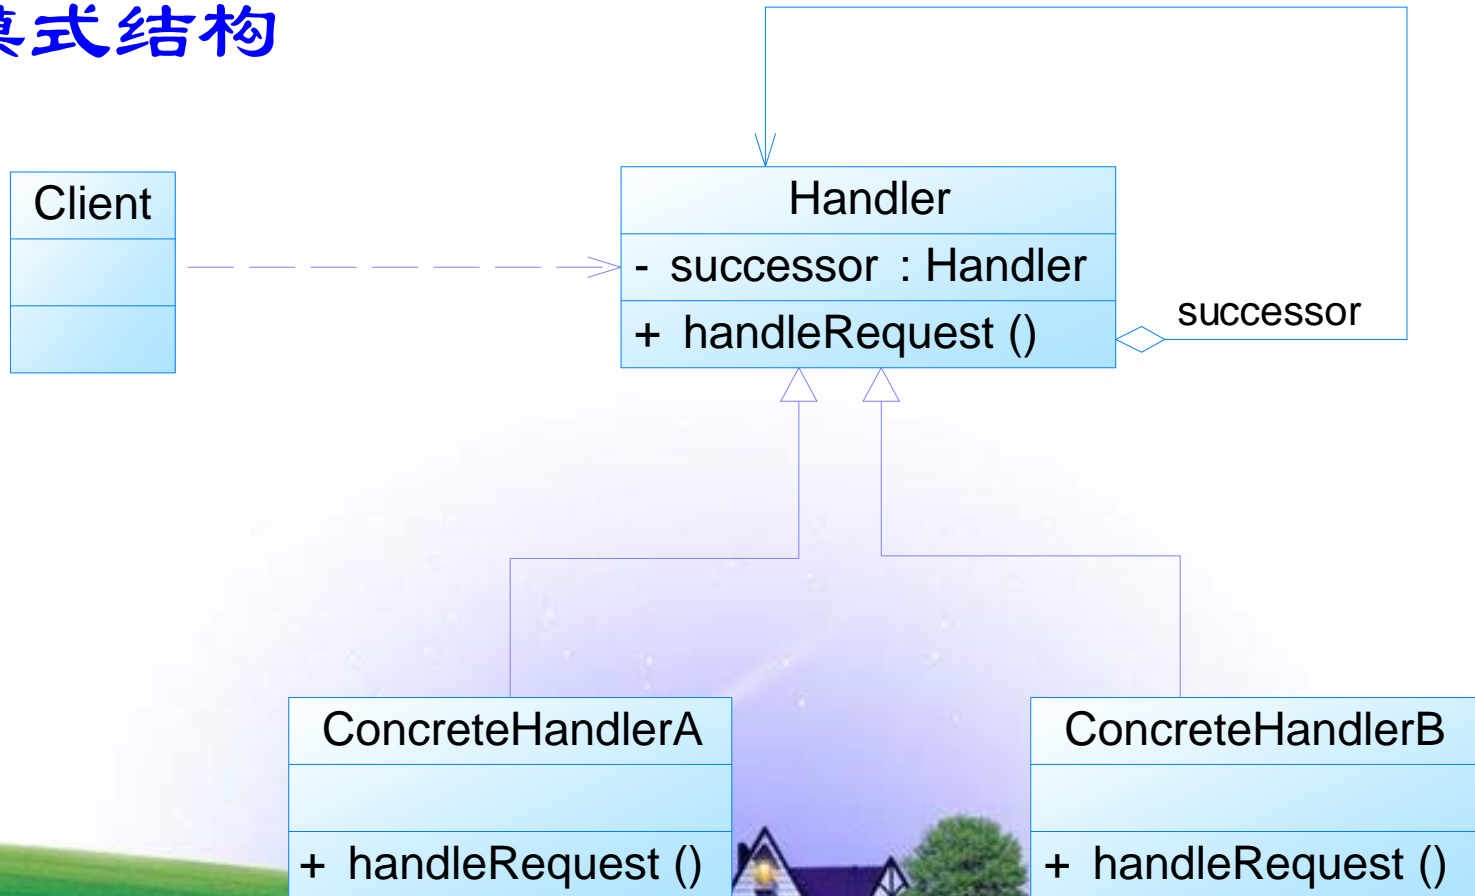 式结构
Client
Handler
- successor : Handler
+ handleRequest ()
successor
ConcreteHandlerA
+ handleRequest ()
ConcreteHandlerB
+ handleRequest ()